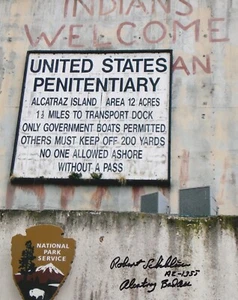 INDIANS
WELCOME
UNITED STATES
PENITENTIARY
ALCATRAZ ISLAND AREA 12 ACRES
1½ MILES TO TRANSPORT DOCK
ONLY GOVERNMENT BOATS PERMITTED
OTHERS MUST KEEP OFF 200 YARDS
NO ONE ALLOWED ASHORE
WITHOUT A PASS
NATIONAL
PARK
SERVICE
Robert
AZ-1355